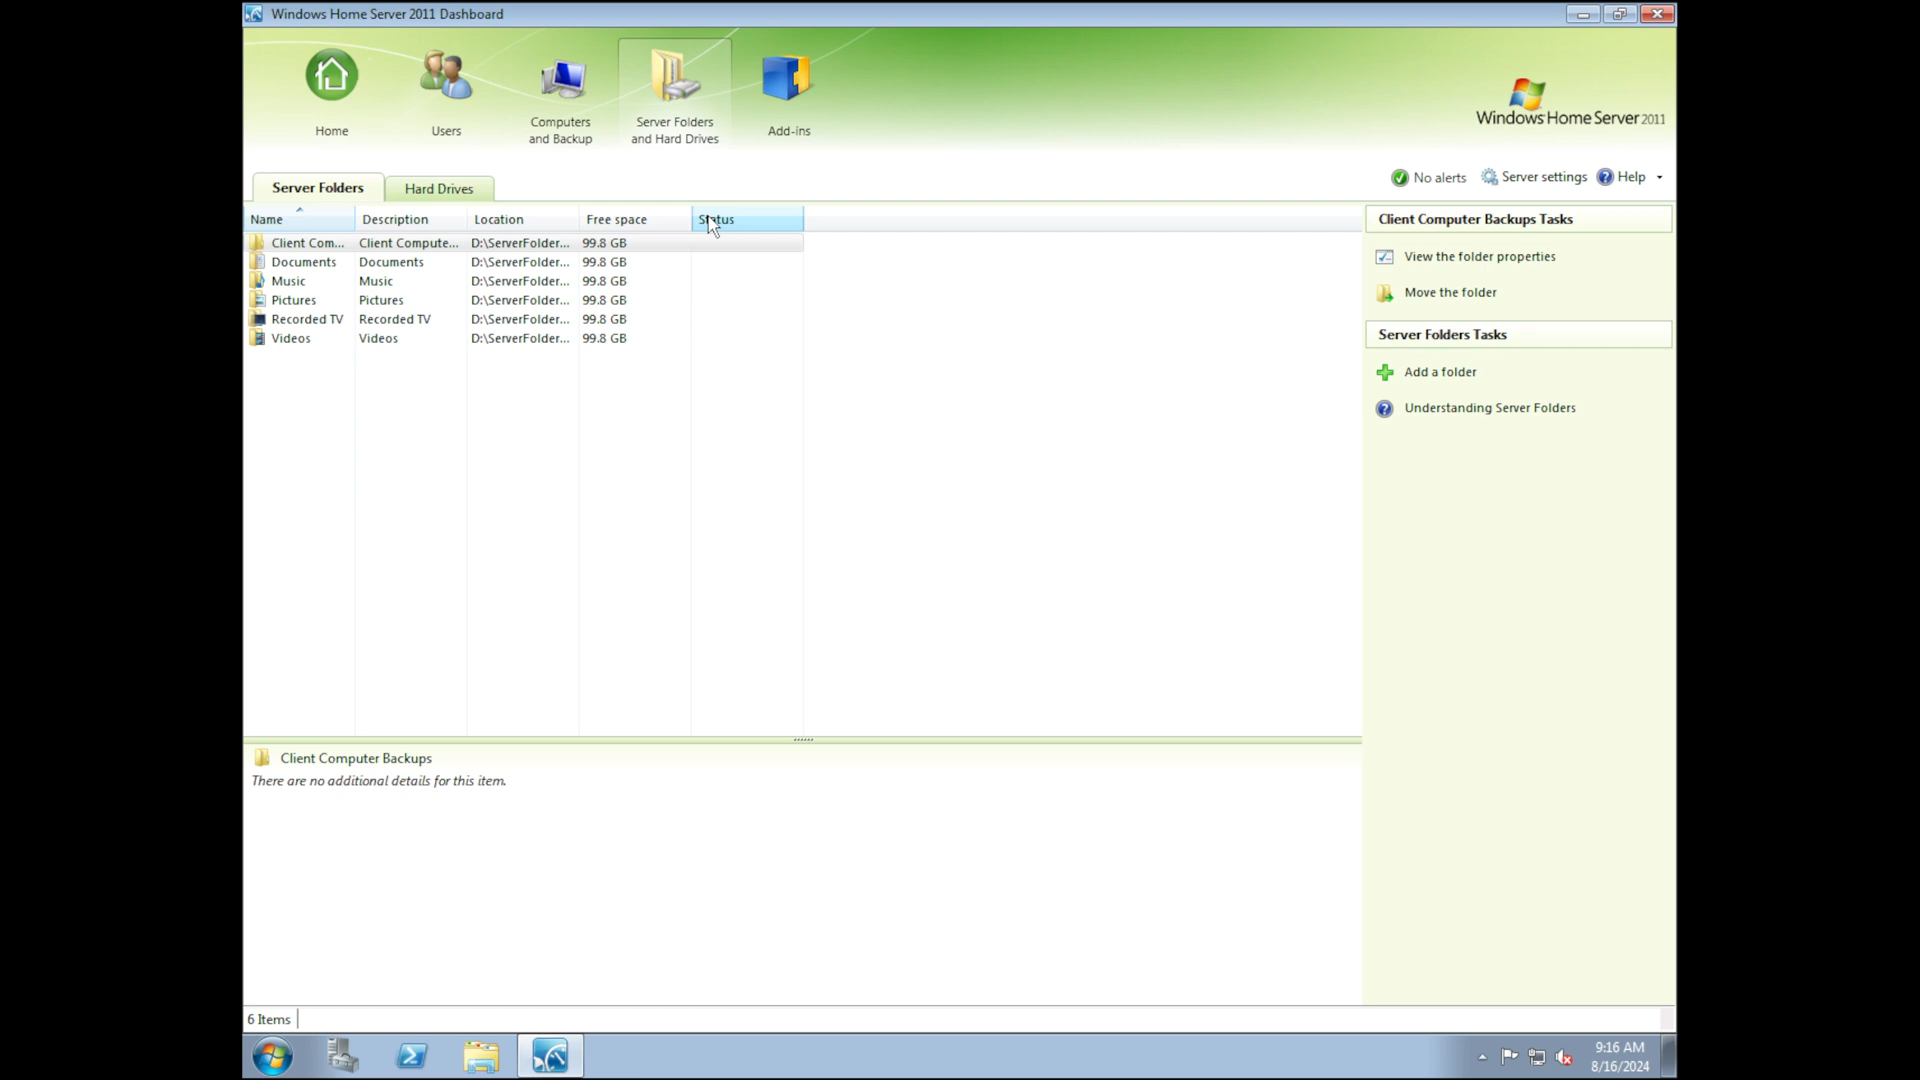 Windows Home Server 2011 Dashboard
Home
Users
Computers
and Backup
Server Folders
and Hard Drives
Add-ins
Windows Home Server 2011
Server Folders
Hard Drives
No alerts
Server settings
Help
Name
Description
Location
Free space
Status
Client Com... Client Compute... D:\ServerFolder... 99.8 GB
Documents Documents D:\ServerFolder... 99.8 GB
Music Music D:\ServerFolder... 99.8 GB
Pictures Pictures D:\ServerFolder... 99.8 GB
Recorded TV Recorded TV D:\ServerFolder... 99.8 GB
Videos Videos D:\ServerFolder... 99.8 GB
Client Computer Backups Tasks
View the folder properties
Move the folder
Server Folders Tasks
Add a folder
Understanding Server Folders
Client Computer Backups
There are no additional details for this item.
6 Items
9:16 AM
8/16/2024